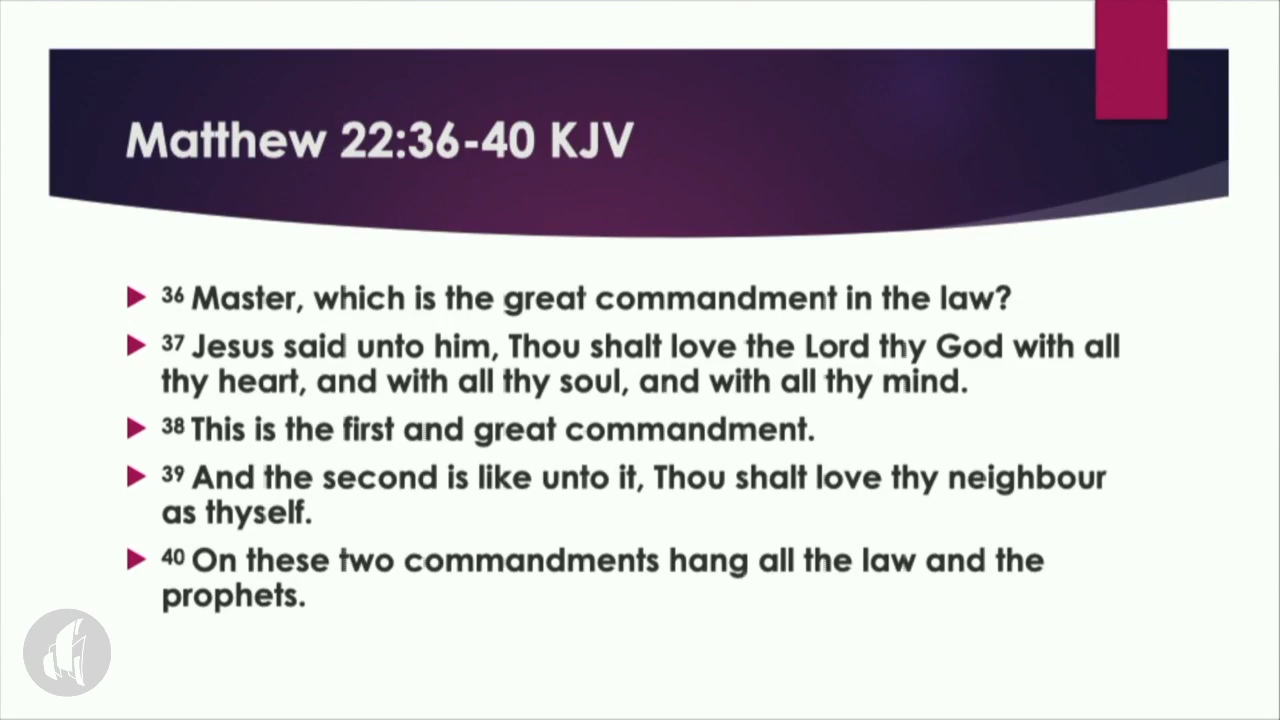 Matthew 22:36-40 KJV
36 Master, which is the great commandment in the law?
37 Jesus said unto him, Thou shalt love the Lord thy God with all
thy heart, and with all thy soul, and with all thy mind.
38 This is the first and great commandment.
39 And the second is like unto it, Thou shalt love thy neighbour
as thyself.
40 On these two commandments hang all the law and the
prophets.